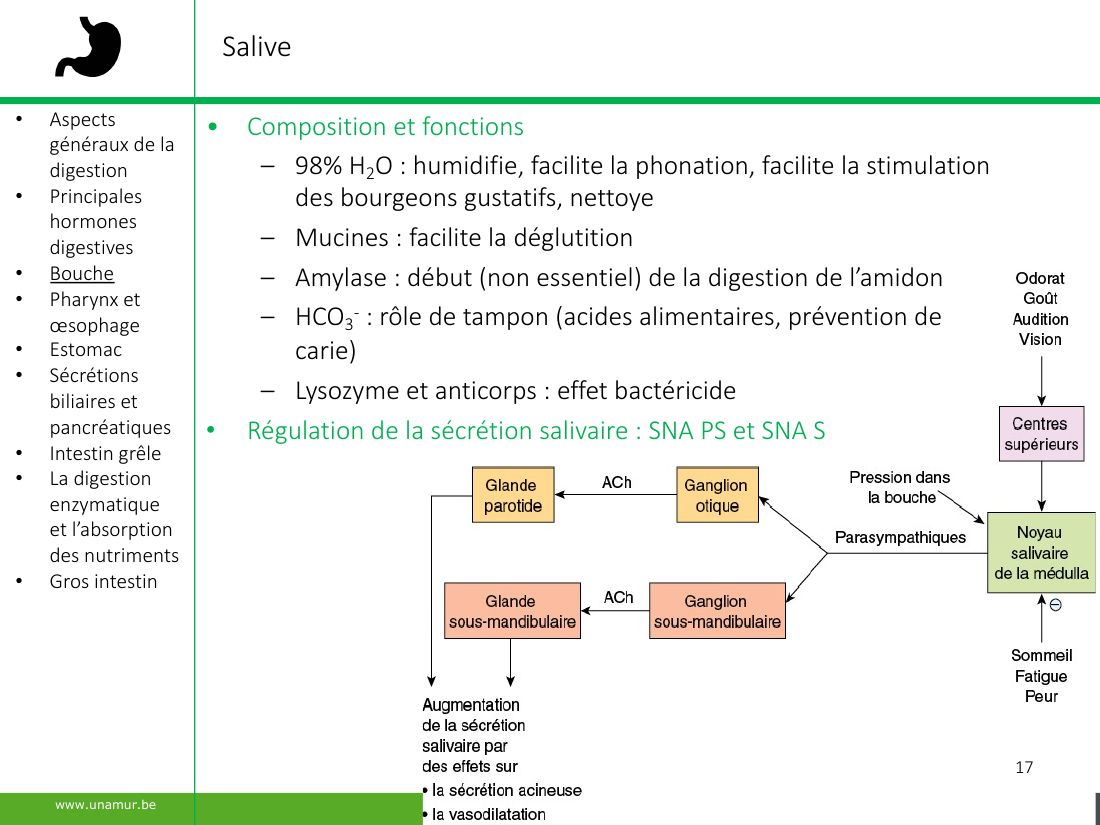 Salive
• Aspects
généraux de la
digestion
• Principales
hormones
digestives
• Bouche
• Pharynx et
œsophage
• Estomac
• Sécrétions
biliaires et
pancréatiques
• Intestin grêle
• La digestion
enzymatique
et l’absorption
des nutriments
• Gros intestin
• Composition et fonctions
– 98% H₂O : humidifie, facilite la phonation, facilite la stimulation
des bourgeons gustatifs, nettoye
– Mucines : facilite la déglutition
– Amylase : début (non essentiel) de la digestion de l’amidon
– HCO₃⁻ : rôle de tampon (acides alimentaires, prévention de
carie)
– Lysozyme et anticorps : effet bactéricide
• Régulation de la sécrétion salivaire : SNA PS et SNA S
Odorat
Goût
Audition
Vision
Centres
supérieurs
Pression dans
la bouche
Noyau
salivaire
de la médulla
Parasympathiques
Ganglion
otique
ACh
Glande
parotide
Ganglion
sous-mandibulaire
ACh
Glande
sous-mandibulaire
⊖
Sommeil
Fatigue
Peur
Augmentation
de la sécrétion
salivaire par
des effets sur
• la sécrétion acineuse
• la vasodilatation
17
www.unamur.be